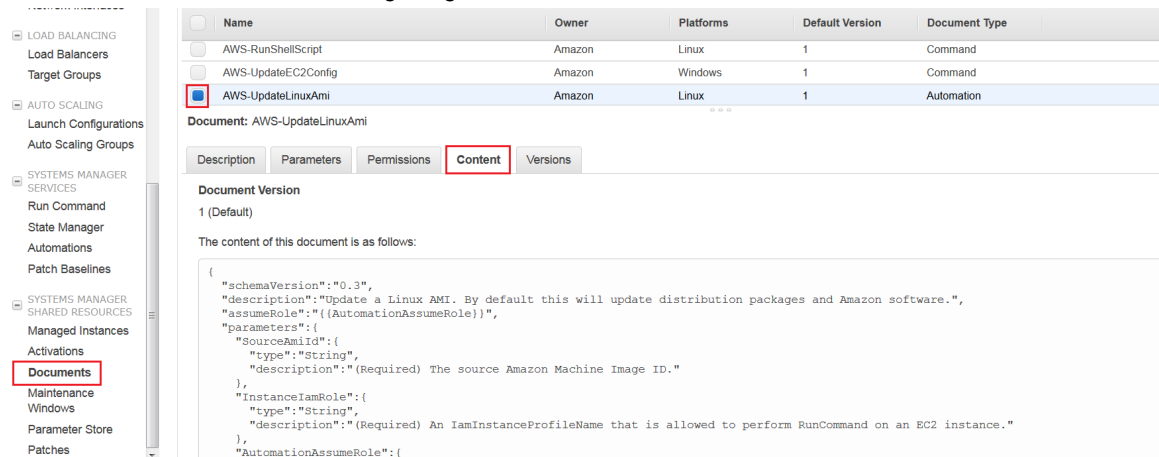 LOAD BALANCING
Load Balancers
Target Groups
AUTO SCALING
Launch Configurations
Auto Scaling Groups
SYSTEMS MANAGER
SERVICES
Run Command
State Manager
Automations
Patch Baselines
SYSTEMS MANAGER
SHARED RESOURCES
Managed Instances
Activations
Documents
Maintenance
Windows
Parameter Store
Patches
Name Owner Platforms Default Version Document Type
AWS-RunShellScript Amazon Linux 1 Command
AWS-UpdateEC2Config Amazon Windows 1 Command
AWS-UpdateLinuxAmi Amazon Linux 1 Automation
Document: AWS-UpdateLinuxAmi
Description Parameters Permissions Content Versions
Document Version
1 (Default)
The content of this document is as follows:
{
"schemaVersion":"0.3",
"description":"Update a Linux AMI. By default this will update distribution packages and Amazon software.",
"assumeRole":"{{AutomationAssumeRole}}",
"parameters":{
"SourceAmiId":{
"type":"String",
"description":"(Required) The source Amazon Machine Image ID."
},
"InstanceIamRole":{
"type":"String",
"description":"(Required) An IamInstanceProfileName that is allowed to perform RunCommand on an EC2 instance."
},
"AutomationAssumeRole":{